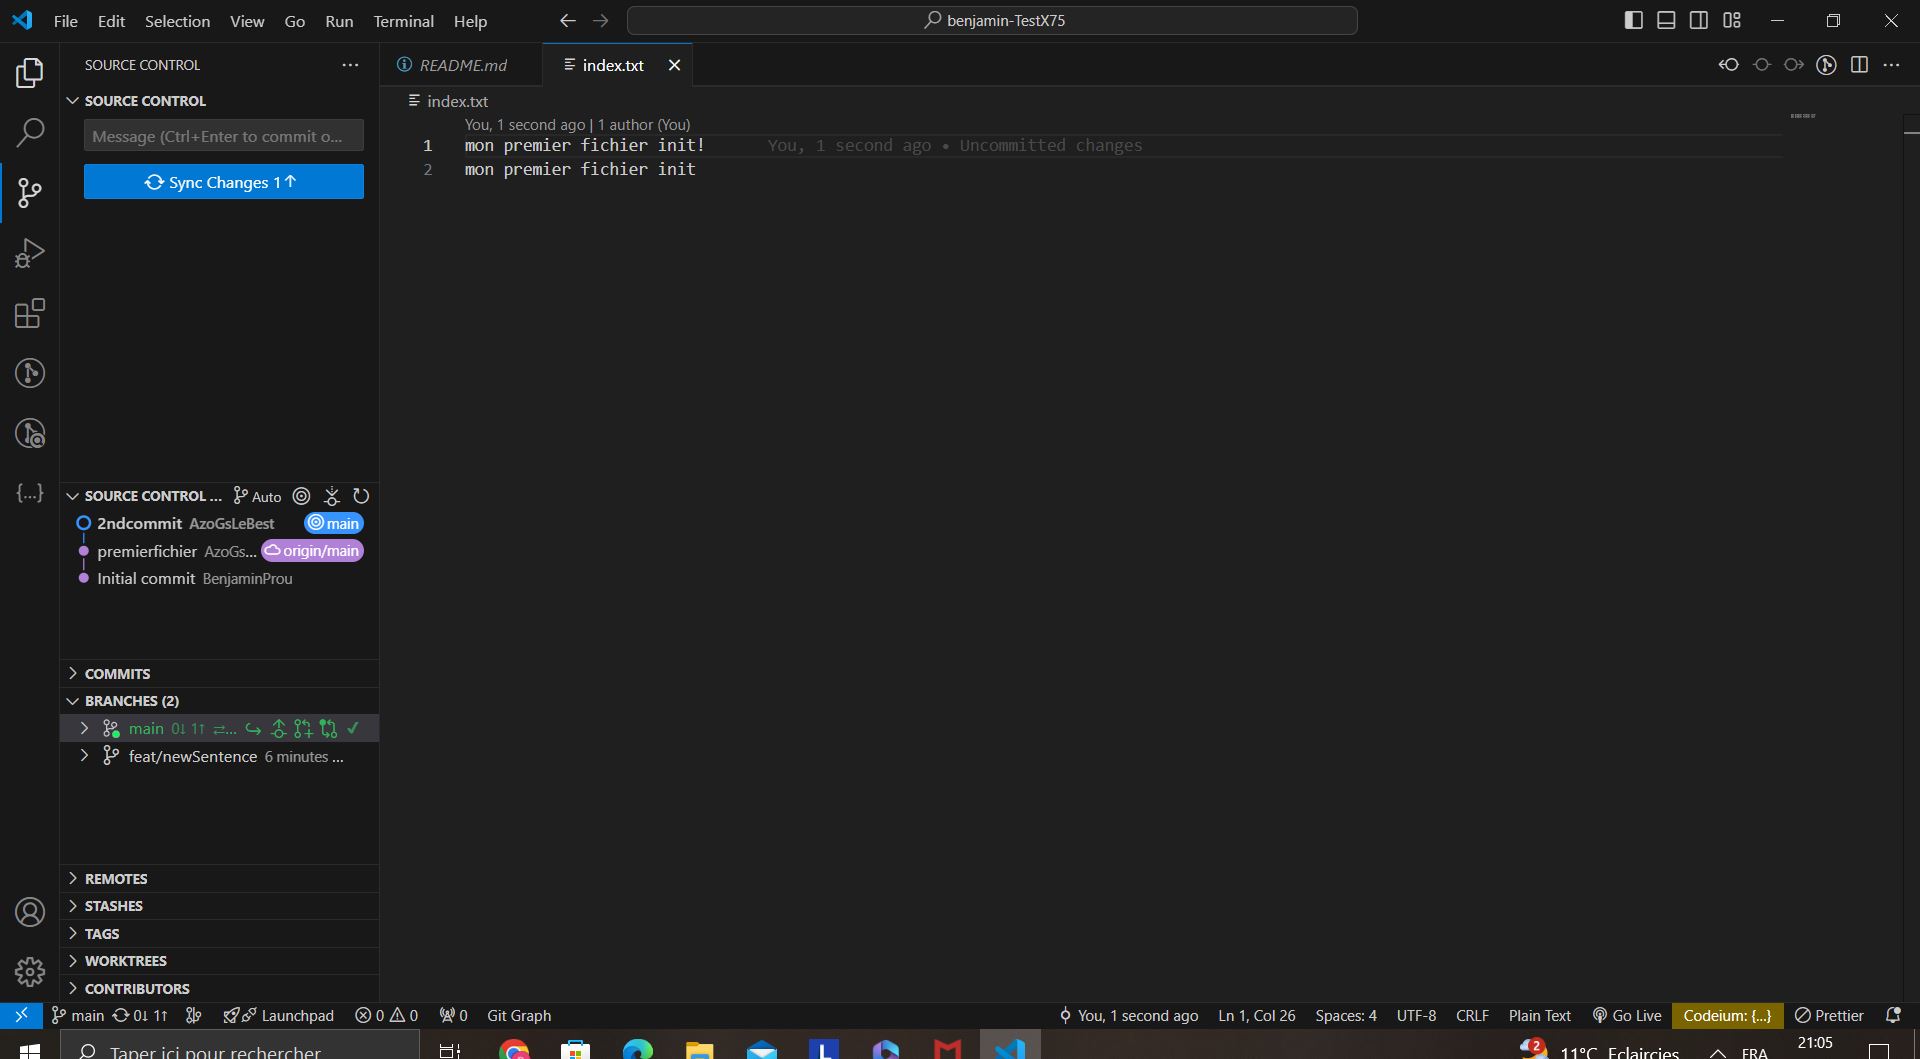 File Edit Selection View Go Run Terminal Help
benjamin-TestX75
SOURCE CONTROL
README.md
index.txt
SOURCE CONTROL
index.txt
Message (Ctrl+Enter to commit o...
You, 1 second ago | 1 author (You)
1 mon premier fichier init! You, 1 second ago • Uncommitted changes
2 mon premier fichier init
Sync Changes 1↑
SOURCE CONTROL ... Auto
2ndcommit AzoGsLeBest main
premierfichier AzoGs... origin/main
Initial commit BenjaminProu
COMMITS
BRANCHES (2)
main 0↓ 1↑ ...
feat/newSentence 6 minutes ...
REMOTES
STASHES
TAGS
WORKTREES
CONTRIBUTORS
main 0↓ 1↑ Launchpad 0 0 0 Git Graph You, 1 second ago Ln 1, Col 26 Spaces: 4 UTF-8 CRLF Plain Text Go Live Codeium: {...} Prettier
Taper ici pour rechercher
L
2
11°C Eclaircies
FRA
21:05